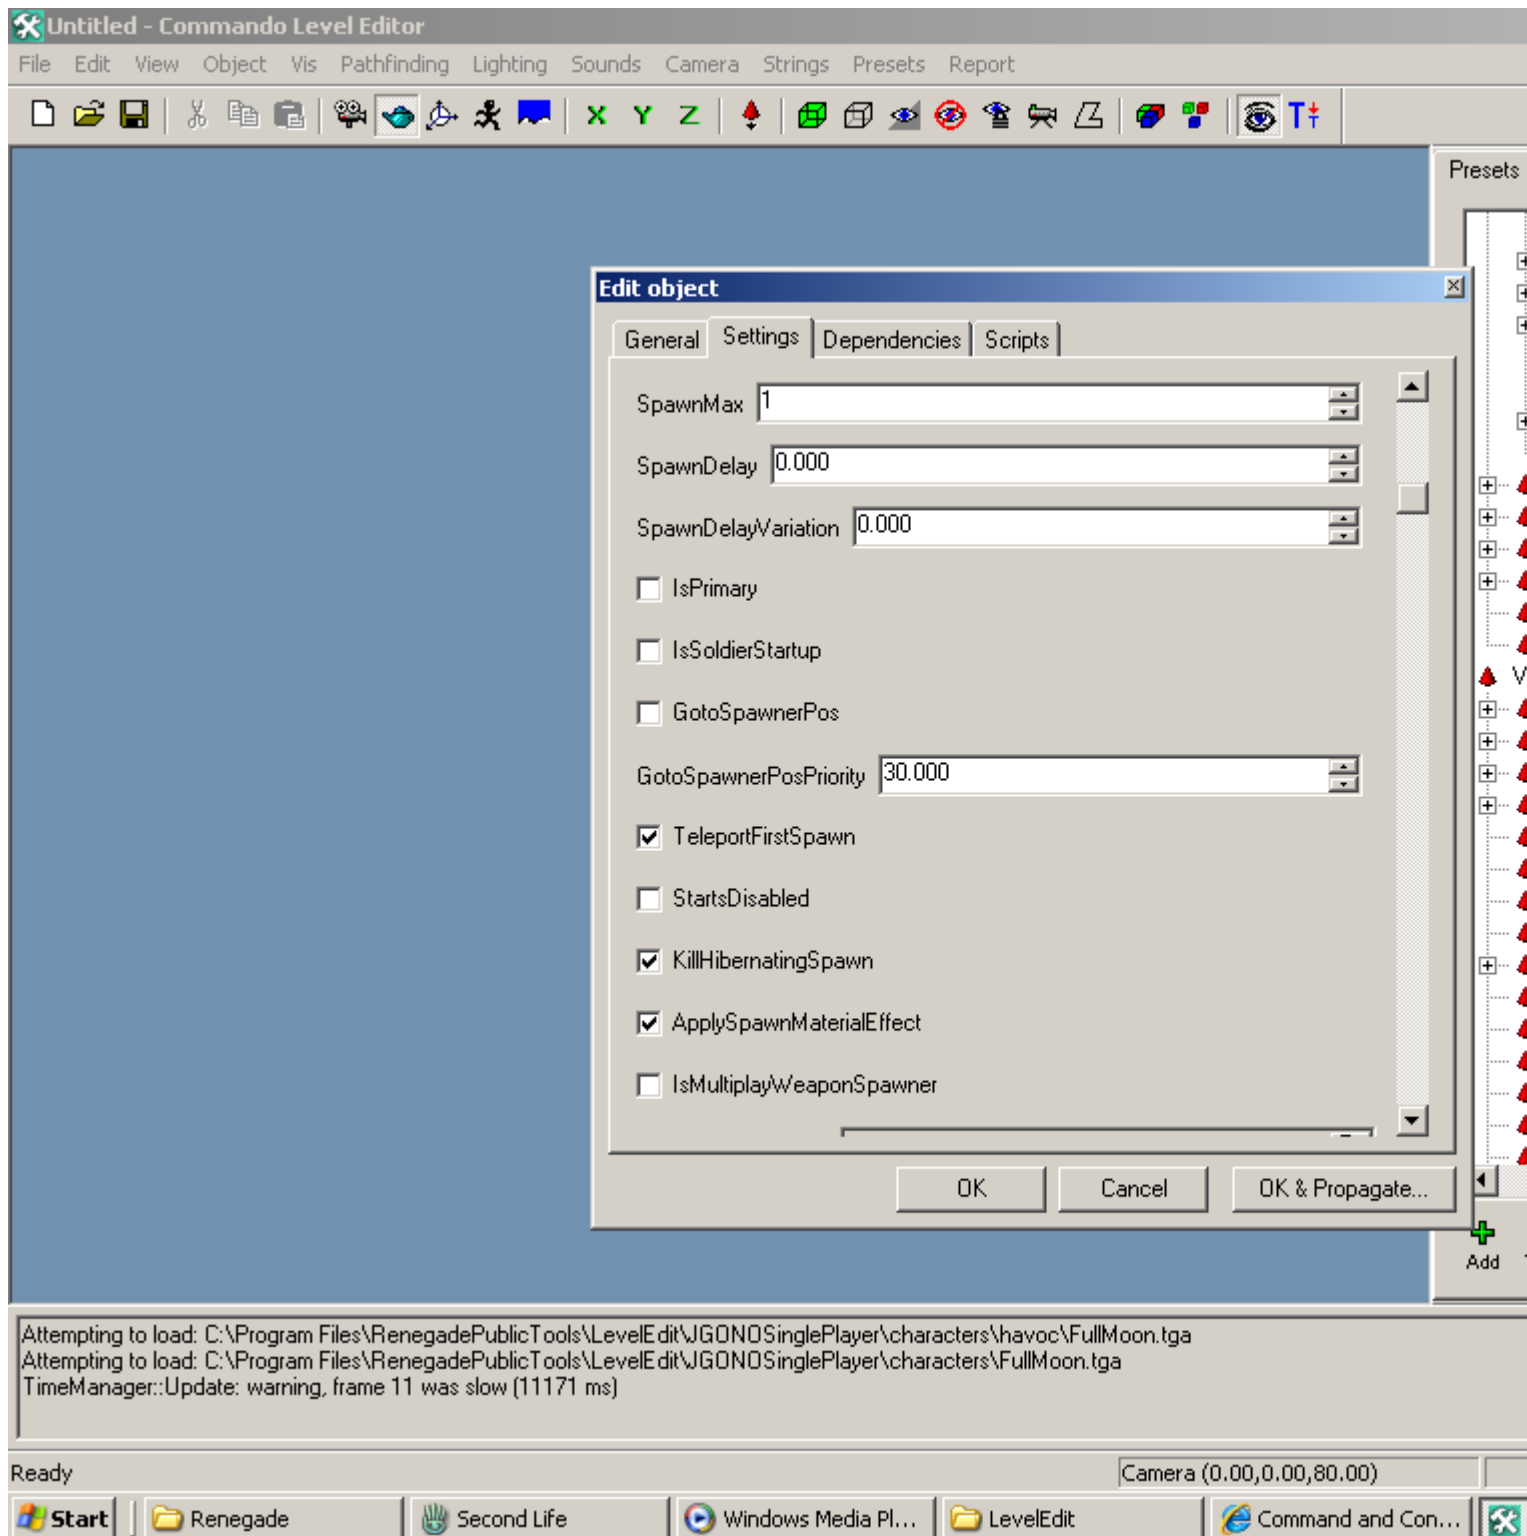 Untitled - Commando Level Editor
File Edit View Object Vis Pathfinding Lighting Sounds Camera Strings Presets Report
X Y Z T
Presets
Edit object
General Settings Dependencies Scripts
SpawnMax 1
SpawnDelay 0.000
SpawnDelayVariation 0.000
IsPrimary
IsSoldierStartup
GotoSpawnerPos
GotoSpawnerPosPriority 30.000
TeleportFirstSpawn
StartsDisabled
KillHibernatingSpawn
ApplySpawnMaterialEffect
IsMultiplayWeaponSpawner
OK Cancel OK & Propagate...
V
Add
Attempting to load: C:\Program Files\RenegadePublicTools\LevelEdit\JGONOSinglePlayer\characters\havoc\FullMoon.tga
Attempting to load: C:\Program Files\RenegadePublicTools\LevelEdit\JGONOSinglePlayer\characters\FullMoon.tga
TimeManager::Update: warning, frame 11 was slow (11171 ms)
Ready Camera (0.00,0.00,80.00)
Start Renegade Second Life Windows Media Pl... LevelEdit Command and Con...